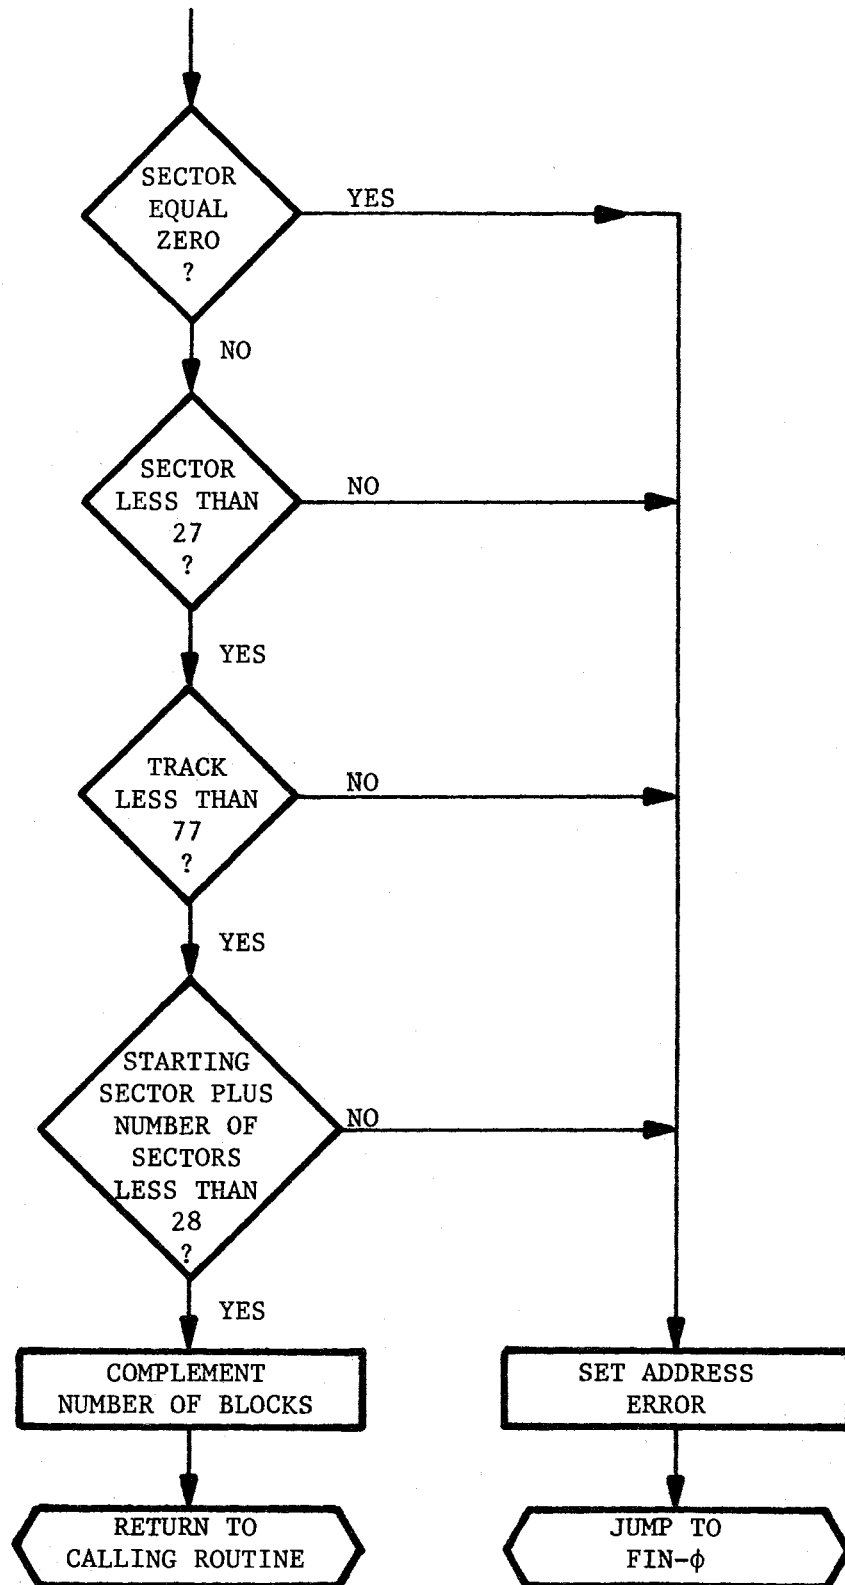 SECTOR
EQUAL
ZERO
?
YES
NO
SECTOR
LESS THAN
27
?
NO
YES
TRACK
LESS THAN
77
?
NO
YES
STARTING
SECTOR PLUS
NUMBER OF
SECTORS
LESS THAN
28
?
NO
YES
COMPLEMENT
NUMBER OF BLOCKS
SET ADDRESS
ERROR
RETURN TO
CALLING ROUTINE
JUMP TO
FIN-ϕ